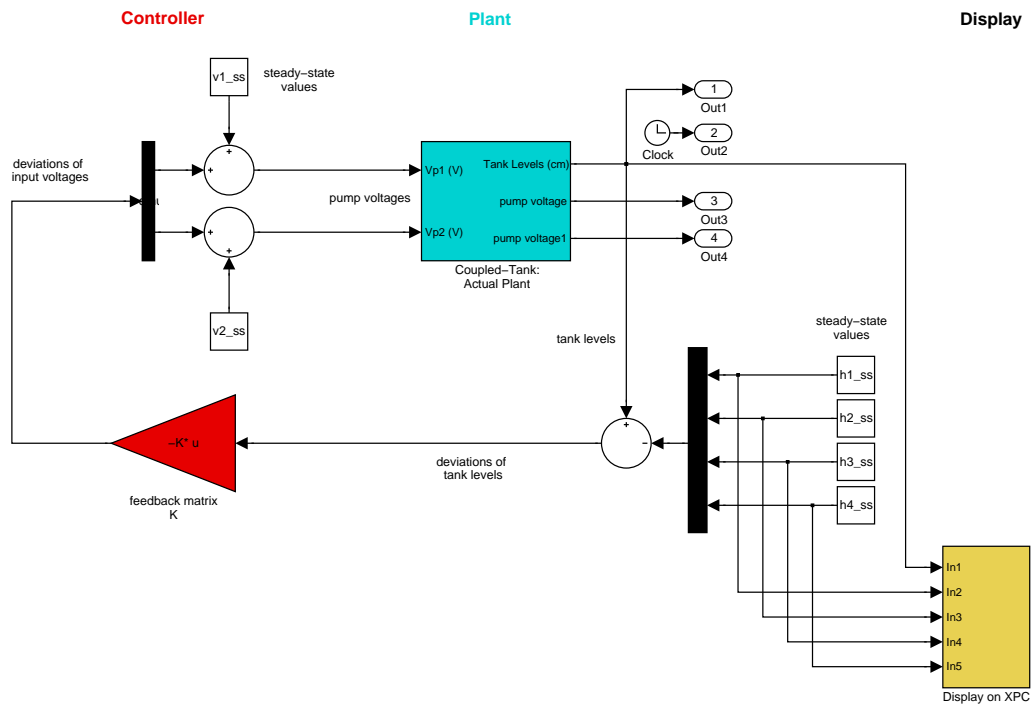 Controller
Plant
Display
v1_ss
steady−state
values
1
Out1
2
Clock
Out2
deviations of
input voltages
+
+
Vp1 (V)
Tank Levels (cm)
pump voltages
pump voltage
3
Out3
+
+
Vp2 (V)
pump voltage1
4
Out4
Coupled−Tank:
Actual Plant
v2_ss
steady−state
values
tank levels
h1_ss
h2_ss
+
−
−K* u
h3_ss
deviations of
tank levels
feedback matrix
K
h4_ss
In1
In2
In3
In4
In5
Display on XPC